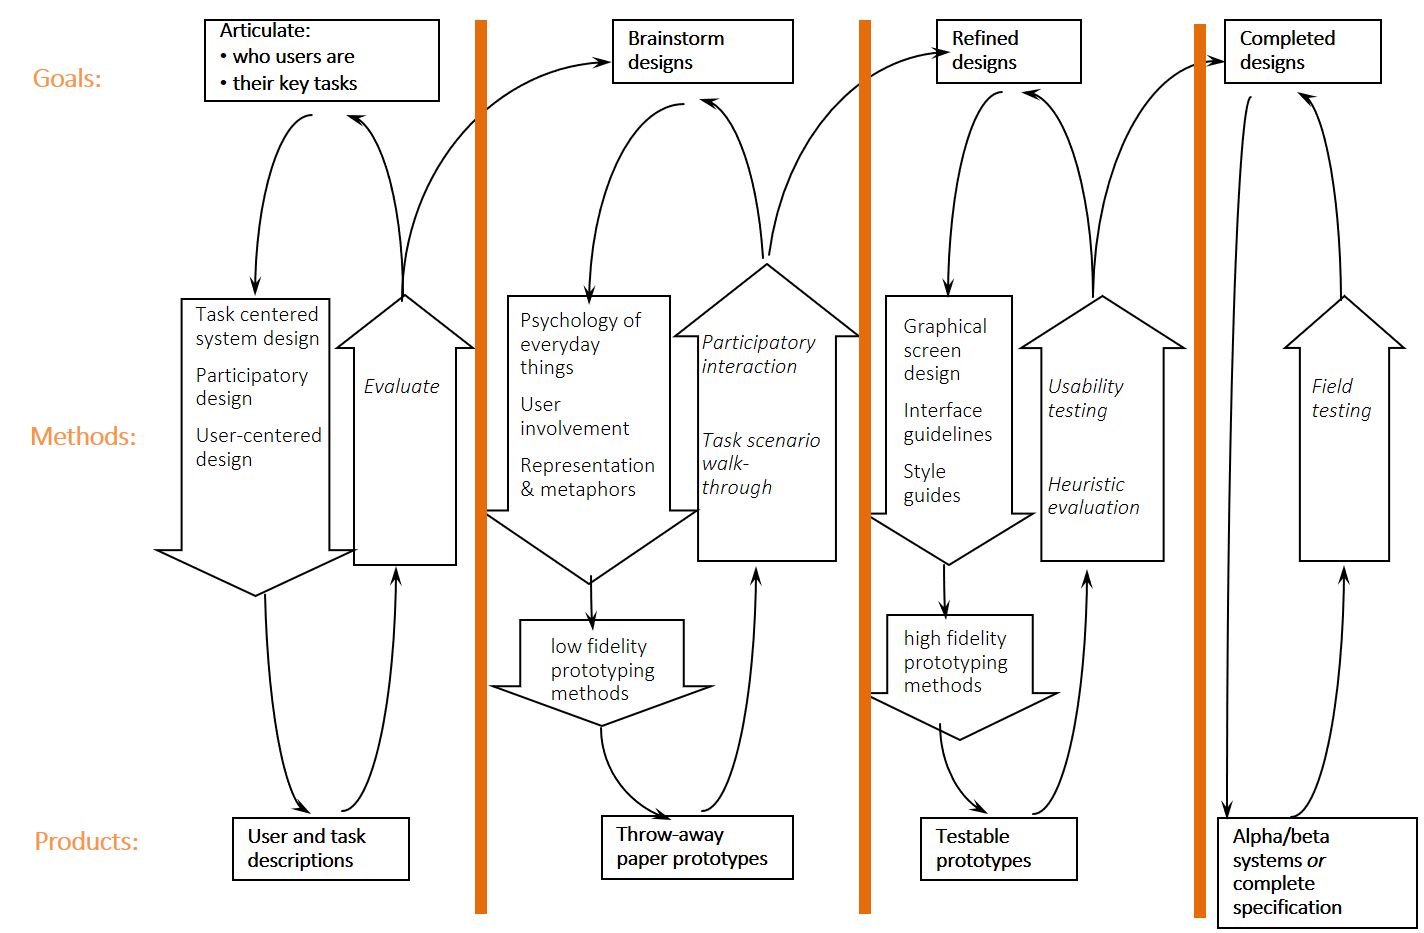 Goals:
Articulate:
• who users are
• their key tasks
Brainstorm
designs
Refined
designs
Completed
designs
Methods:
Task centered
system design
Participatory
design
User-centered
design
Evaluate
Psychology of
everyday
things
User
involvement
Representation
& metaphors
low fidelity
prototyping
methods
Participatory
interaction
Task scenario
walk-
through
Graphical
screen
design
Interface
guidelines
Style
guides
high fidelity
prototyping
methods
Usability
testing
Heuristic
evaluation
Field
testing
Products:
User and task
descriptions
Throw-away
paper prototypes
Testable
prototypes
Alpha/beta
systems or
complete
specification